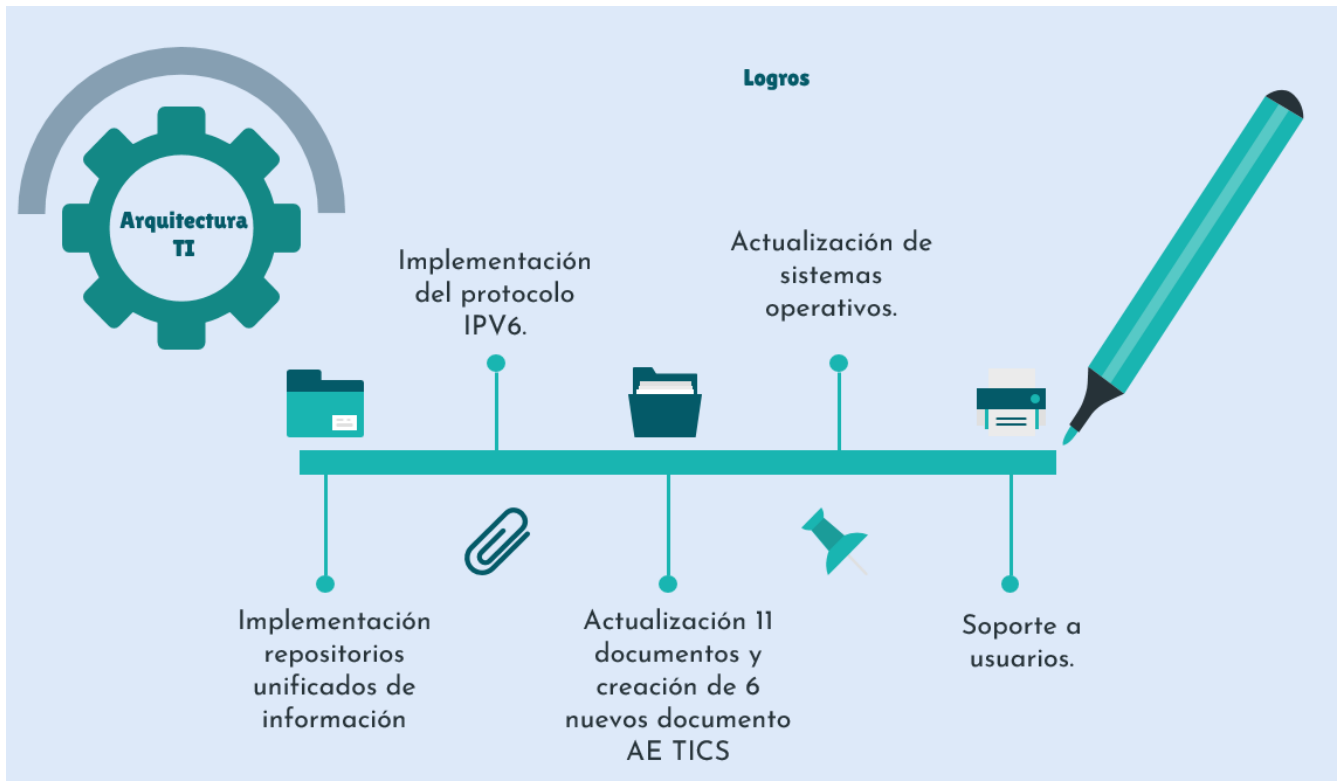 Logros
Arquitectura
TI
Implementación
del protocolo
IPV6.
Actualización de
sistemas
operativos.
Implementación
repositorios
unificados de
información
Actualización 11
documentos y
creación de 6
nuevos documento
AE TICS
Soporte a
usuarios.